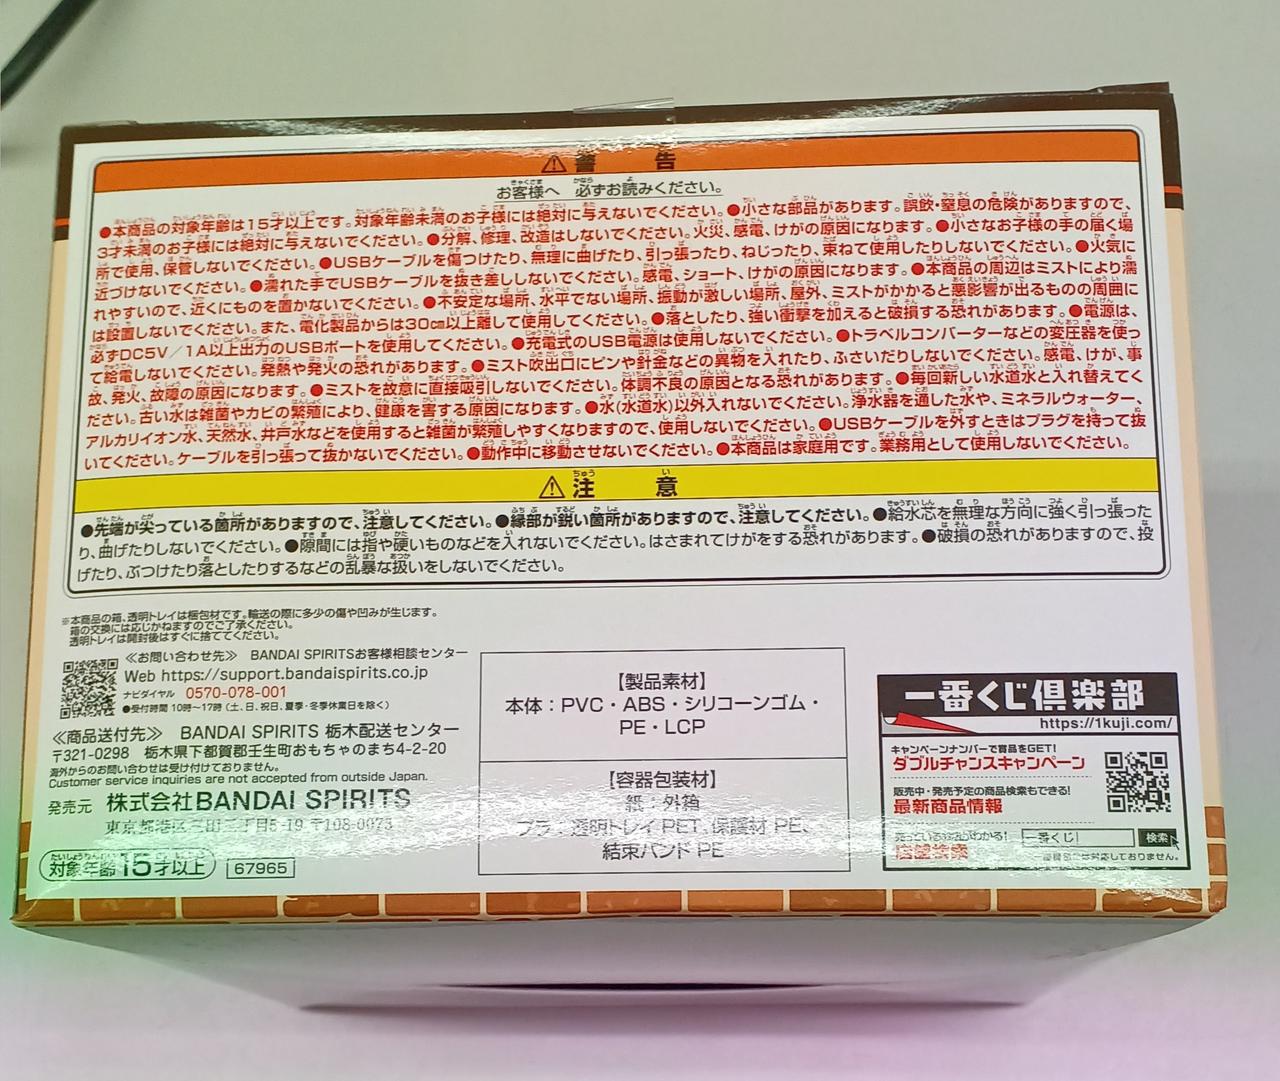 ⚠ 警 告
お客様へ 必ずお読みください。
●本商品の対象年齢は15才以上です。対象年齢未満のお子様には絶対に与えないでください。●小さな部品があります。誤飲・窒息の危険がありますので、
3才未満のお子様には絶対に与えないでください。●分解、修理、改造はしないでください。火災、感電、けがの原因になります。●小さなお子様の手の届く場
所で使用、保管しないでください。●USBケーブルを傷つけたり、無理に曲げたり、引っ張ったり、ねじったり、束ねて使用したりしないでください。●火気に
近づけないでください。●濡れた手でUSBケーブルを抜き差ししないでください。感電、ショート、けがの原因になります。●本商品の周辺はミストにより濡
れやすいので、近くにものを置かないでください。●不安定な場所、水平でない場所、振動が激しい場所、屋外、ミストがかかると悪影響が出るものの周囲に
は設置しないでください。また、電化製品からは30cm以上離して使用してください。●落としたり、強い衝撃を加えると破損する恐れがあります。●電源は、
必ずDC5V/1A以上出力のUSBポートを使用してください。●充電式のUSB電源は使用しないでください。●トラベルコンバーターなどの変圧器を使っ
て給電しないでください。発熱や発火の恐れがあります。●ミスト吹出口にピンや針金などの異物を入れたり、ふさいだりしないでください。感電、けが、事
故、発火、故障の原因になります。●ミストを故意に直接吸引しないでください。体調不良の原因となる恐れがあります。●毎回新しい水道水と入れ替えてく
ださい。古い水は雑菌やカビの繁殖により、健康を害する原因になります。●水(水道水)以外入れないでください。浄水器を通した水や、ミネラルウォーター、
アルカリイオン水、天然水、井戸水などを使用すると雑菌が繁殖しやすくなりますので、使用しないでください。●USBケーブルを外すときはプラグを持って抜
いてください。ケーブルを引っ張って抜かないでください。●動作中に移動させないでください。●本商品は家庭用です。業務用として使用しないでください。
⚠ 注 意
●先端が尖っている箇所がありますので、注意してください。●縁部が鋭い箇所がありますので、注意してください。●給水芯を無理な方向に強く引っ張った
り、曲げたりしないでください。●隙間には指や硬いものなどを入れないでください。はさまれてけがをする恐れがあります。●破損の恐れがありますので、投
げたり、ぶつけたり落としたりするなどの乱暴な扱いをしないでください。
※本商品の箱、透明トレイは梱包材です。輸送の際に多少の傷や凹みが生じます。
箱の交換には応じかねますのでご了承ください。
透明トレイは開封後はすぐに捨ててください。
≪お問い合わせ先≫ BANDAI SPIRITSお客様相談センター
Web https://support.bandaispirits.co.jp
ナビダイヤル 0570-078-001
●受付時間 10時〜17時(土、日、祝日、夏季・冬季休業日を除く)
≪商品送付先≫ BANDAI SPIRITS 栃木配送センター
〒321-0298 栃木県下都賀郡壬生町おもちゃのまち4-2-20
海外からのお問い合わせは受け付けておりません。
Customer service inquiries are not accepted from outside Japan.
発売元 株式会社BANDAI SPIRITS
東京都港区三田三丁目5-19 〒108-0073
対象年齢15才以上 67965
【製品素材】
本体:PVC・ABS・シリコーンゴム・
PE・LCP
【容器包装材】
紙:外箱
プラ:透明トレイ PET、保護材 PE、
結束バンド PE
一番くじ倶楽部
https://1kuji.com/
キャンペーンナンバーで賞品をGET!
ダブルチャンスキャンペーン
販売中・発売予定の商品検索もできる!
最新商品情報
売っているお店がわかる!
店舗検索
一番くじ 検索